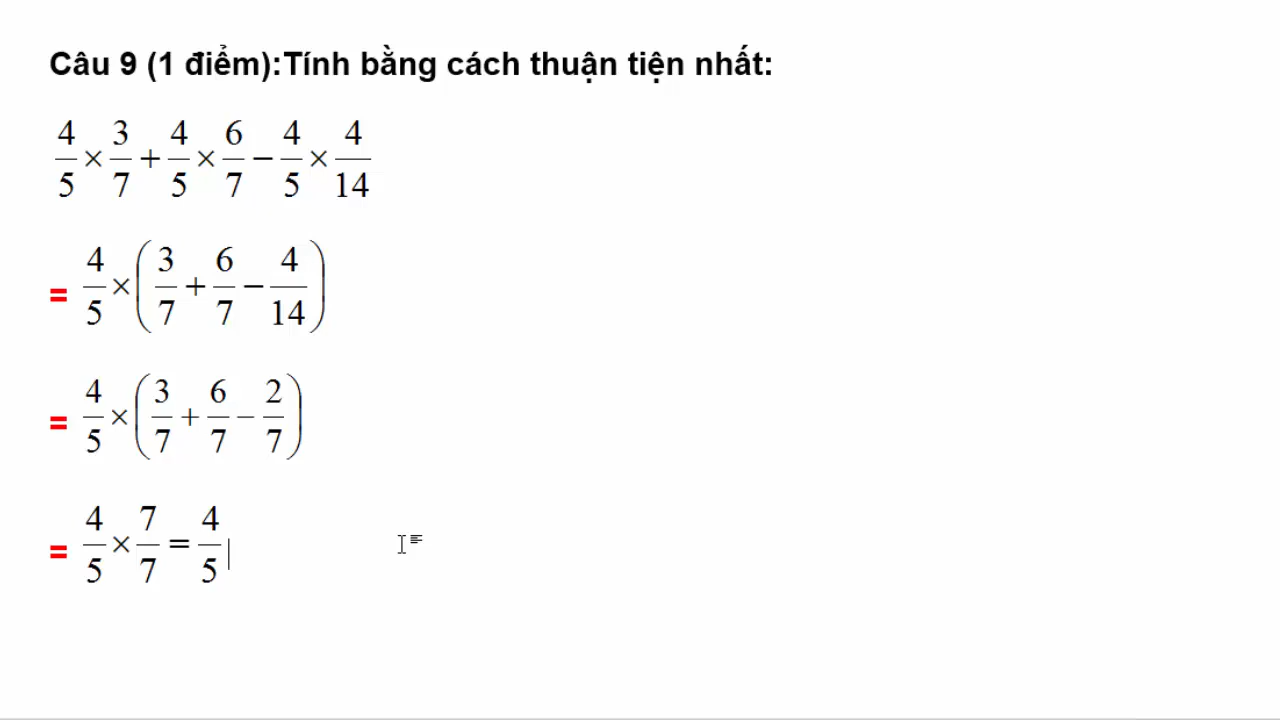 Câu 9 (1 điểm):Tính bằng cách thuận tiện nhất:
4/5 × 3/7 + 4/5 × 6/7 − 4/5 × 4/14
= 4/5 × (3/7 + 6/7 − 4/14)
= 4/5 × (3/7 + 6/7 − 2/7)
= 4/5 × 7/7 = 4/5